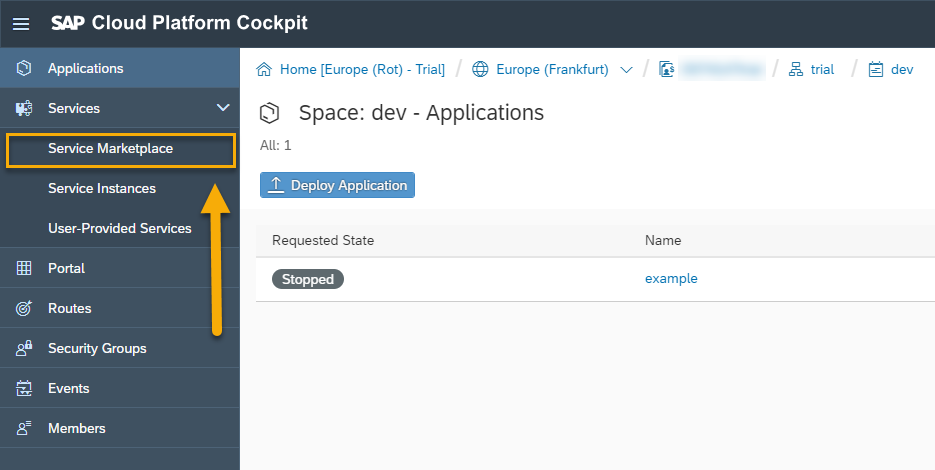 SAP Cloud Platform Cockpit
Applications
Services
Service Marketplace
Service Instances
User-Provided Services
Portal
Routes
Security Groups
Events
Members
Home [Europe (Rot) - Trial] / Europe (Frankfurt) / / trial / dev
Space: dev - Applications
All: 1
Deploy Application
Requested State Name
Stopped example